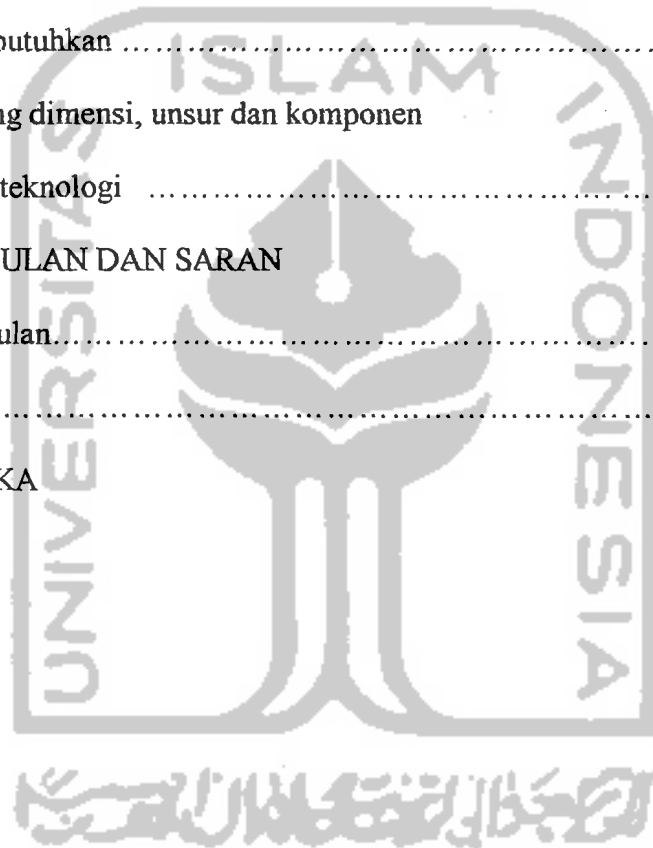 butuhkan ……………………………………………
ISLAM
ng dimensi, unsur dan komponen
teknologi ……………………………………
ULAN DAN SARAN
ulan……………………………………………
……………………………………………
KA
UNIVERSITAS
INDONESIA